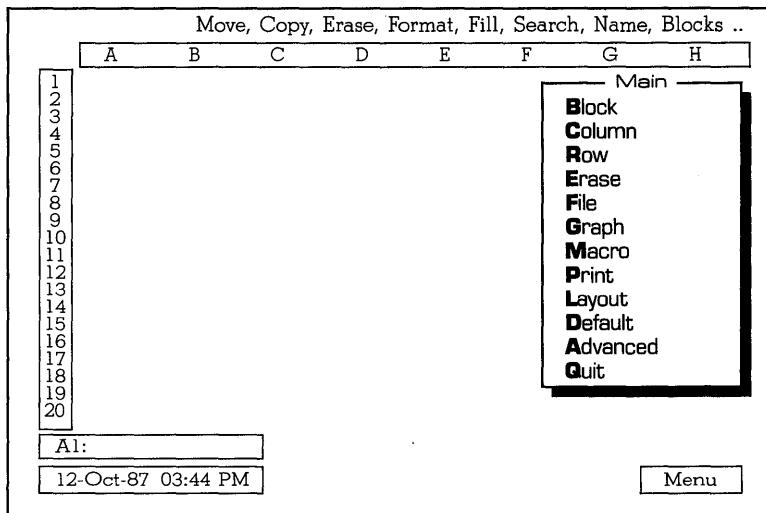 Move, Copy, Erase, Format, Fill, Search, Name, Blocks ..
A B C D E F G H
Main
1
2
3
4
5
6
7
8
9
10
11
12
13
14
15
16
17
18
19
20
Block
Column
Row
Erase
File
Graph
Macro
Print
Layout
Default
Advanced
Quit
A1:
12-Oct-87 03:44 PM
Menu